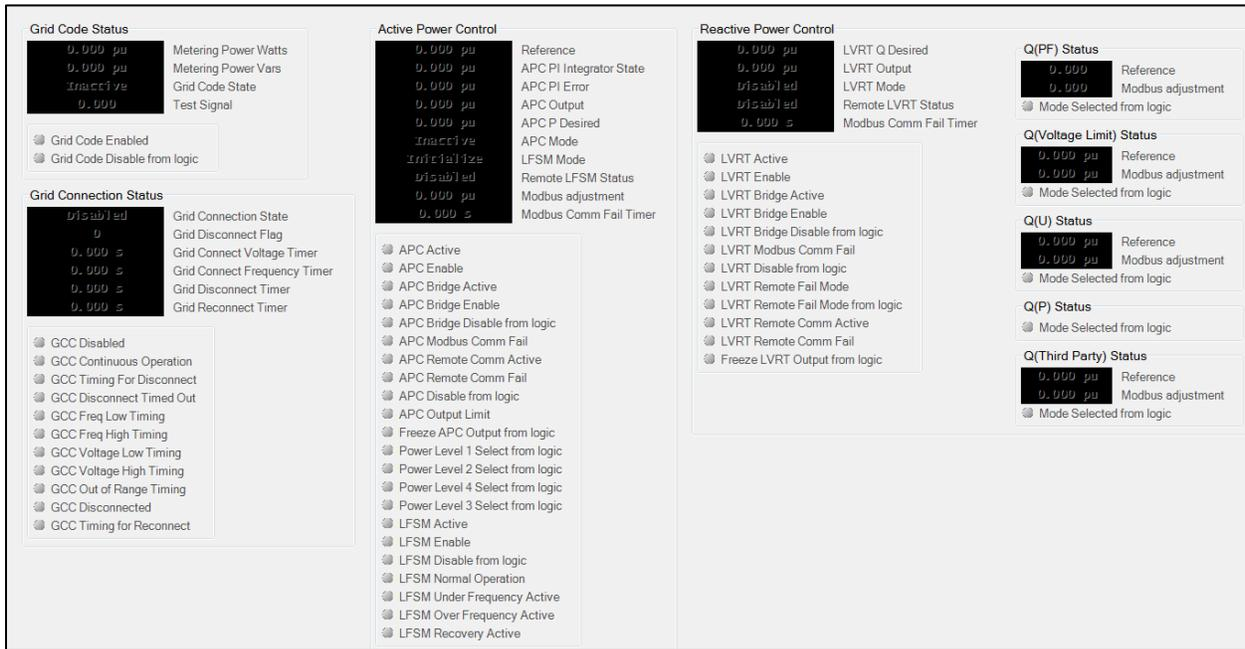 Grid Code Status
0.000 pu Metering Power Watts
0.000 pu Metering Power Vars
Inactive Grid Code State
0.000 Test Signal
Grid Code Enabled
Grid Code Disable from logic
Grid Connection Status
Disabled Grid Connection State
0 Grid Disconnect Flag
0.000 s Grid Connect Voltage Timer
0.000 s Grid Connect Frequency Timer
0.000 s Grid Disconnect Timer
0.000 s Grid Reconnect Timer
GCC Disabled
GCC Continuous Operation
GCC Timing For Disconnect
GCC Disconnect Timed Out
GCC Freq Low Timing
GCC Freq High Timing
GCC Voltage Low Timing
GCC Voltage High Timing
GCC Out of Range Timing
GCC Disconnected
GCC Timing for Reconnect
Active Power Control
0.000 pu Reference
0.000 pu APC PI Integrator State
0.000 pu APC PI Error
0.000 pu APC Output
0.000 pu APC P Desired
Inactive APC Mode
Initialize LFSM Mode
Disabled Remote LFSM Status
0.000 pu Modbus adjustment
0.000 s Modbus Comm Fail Timer
APC Active
APC Enable
APC Bridge Active
APC Bridge Enable
APC Bridge Disable from logic
APC Modbus Comm Fail
APC Remote Comm Active
APC Remote Comm Fail
APC Disable from logic
APC Output Limit
Freeze APC Output from logic
Power Level 1 Select from logic
Power Level 2 Select from logic
Power Level 4 Select from logic
Power Level 3 Select from logic
LFSM Active
LFSM Enable
LFSM Disable from logic
LFSM Normal Operation
LFSM Under Frequency Active
LFSM Over Frequency Active
LFSM Recovery Active
Reactive Power Control
0.000 pu LVRT Q Desired
0.000 pu LVRT Output
Disabled LVRT Mode
Disabled Remote LVRT Status
0.000 s Modbus Comm Fail Timer
LVRT Active
LVRT Enable
LVRT Bridge Active
LVRT Bridge Enable
LVRT Bridge Disable from logic
LVRT Modbus Comm Fail
LVRT Disable from logic
LVRT Remote Fail Mode
LVRT Remote Fail Mode from logic
LVRT Remote Comm Active
LVRT Remote Comm Fail
Freeze LVRT Output from logic
Q(PF) Status
0.000 Reference
0.000 Modbus adjustment
Mode Selected from logic
Q(Voltage Limit) Status
0.000 pu Reference
0.000 pu Modbus adjustment
Mode Selected from logic
Q(U) Status
0.000 pu Reference
0.000 pu Modbus adjustment
Mode Selected from logic
Q(P) Status
Mode Selected from logic
Q(Third Party) Status
0.000 pu Reference
0.000 pu Modbus adjustment
Mode Selected from logic